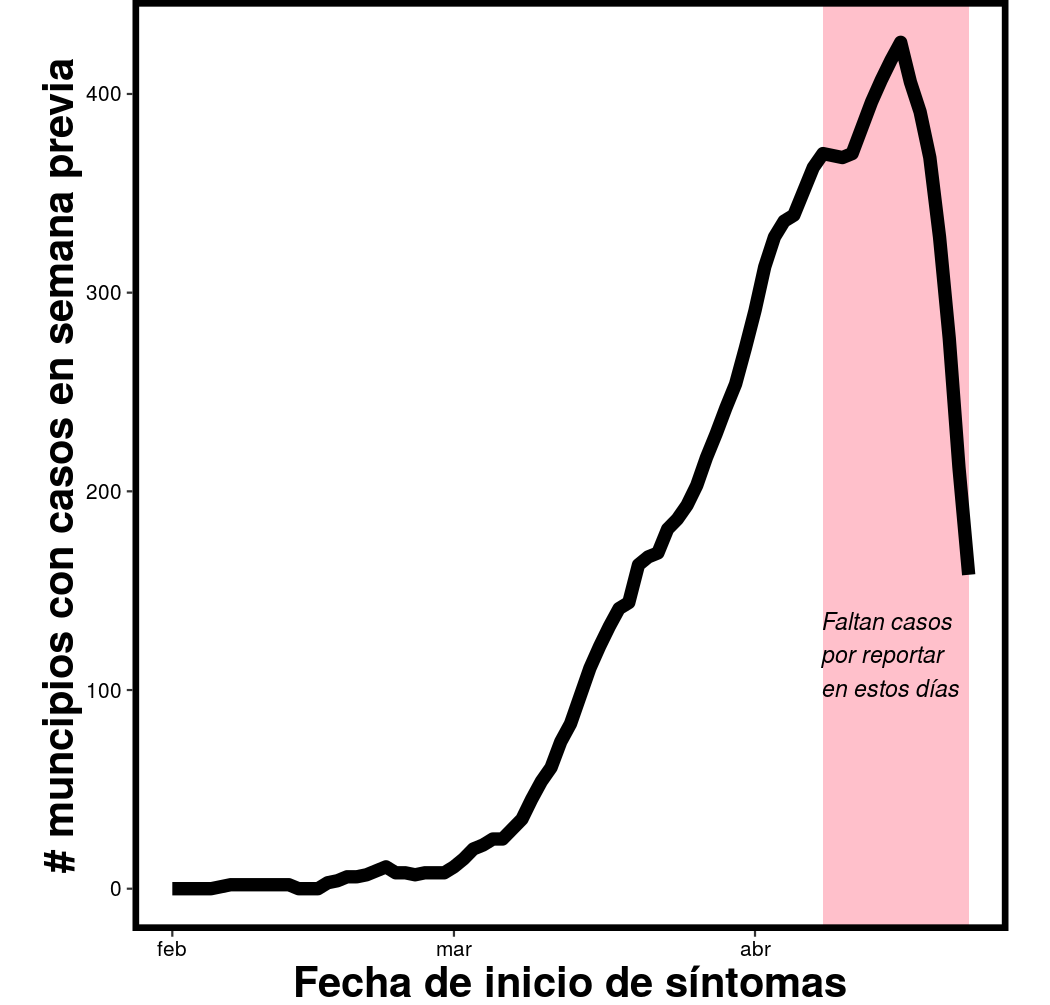 # muncipios con casos en semana previa
400
300
200
100
0
Faltan casos
por reportar
en estos días
feb mar abr
Fecha de inicio de síntomas